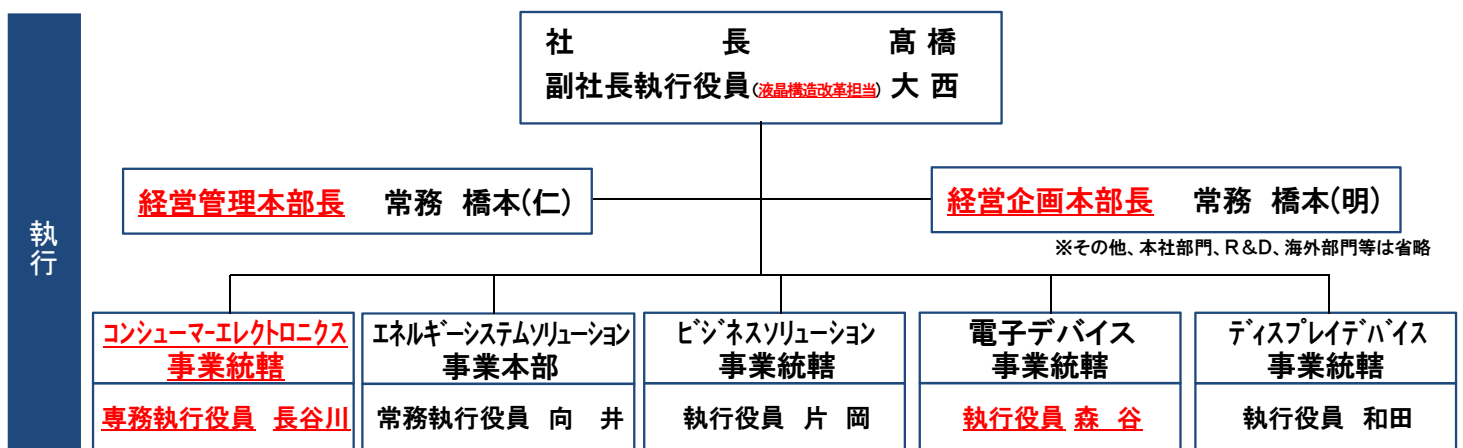 社長 髙橋
副社長執行役員(液晶構造改革担当) 大西
経営管理本部長 常務 橋本(仁)
経営企画本部長 常務 橋本(明)
※その他、本社部門、R&D、海外部門等は省略
執行
コンシューマーエレクトロニクス
事業統轄
専務執行役員 長谷川
エネルギーシステムソリューション
事業本部
常務執行役員 向井
ビジネスソリューション
事業統轄
執行役員 片岡
電子デバイス
事業統轄
執行役員 森谷
ディスプレイデバイス
事業統轄
執行役員 和田